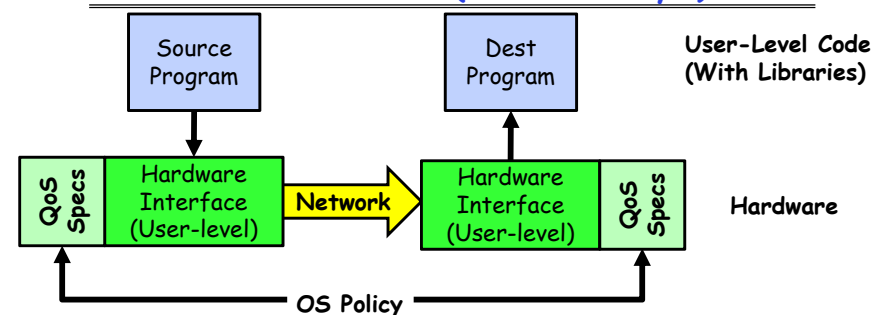 Source
Program
Dest
Program
User-Level Code
(With Libraries)
QoS
Specs
Hardware
Interface
(User-level)
Network
Hardware
Interface
(User-level)
QoS
Specs
Hardware
OS Policy